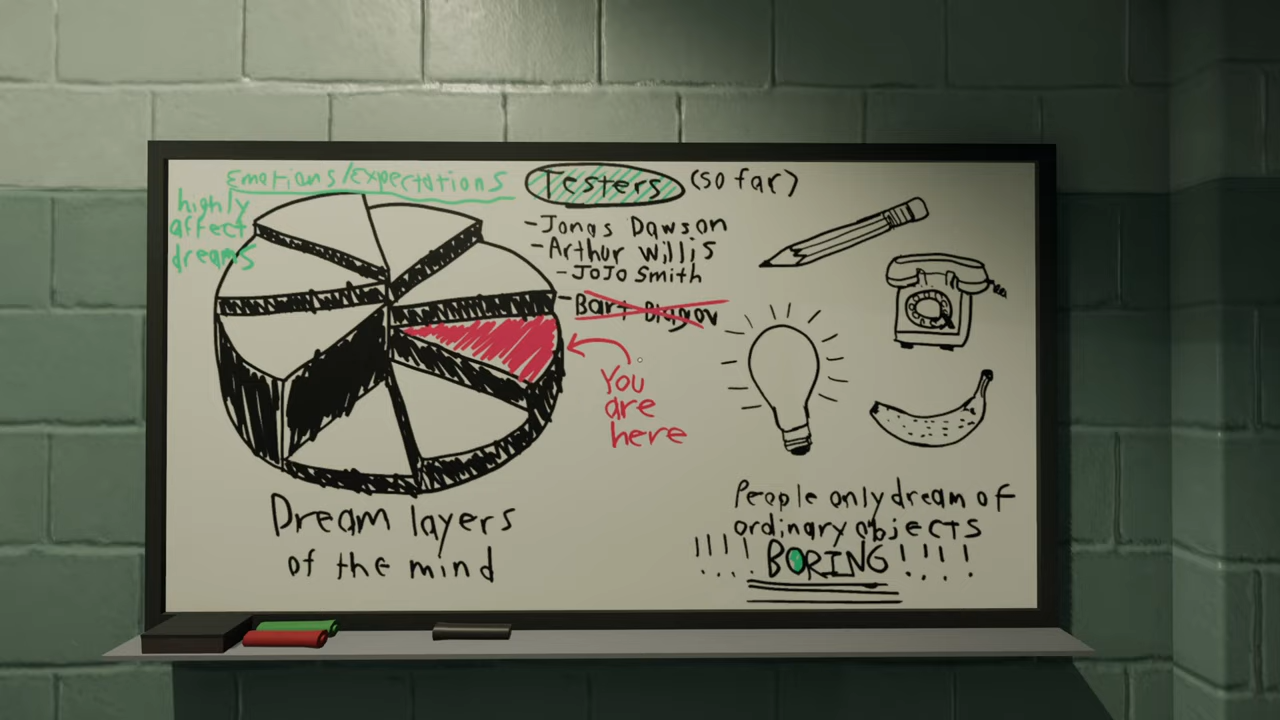 Emotions/Expectations
highly
affect
dreams
Testers (so far)
- Jonas Dawson
- Arthur Willis
- JoJo Smith
- Bart
You
are
here
Dream layers
of the mind
People only dream of
ordinary objects
!!!! BORING !!!!